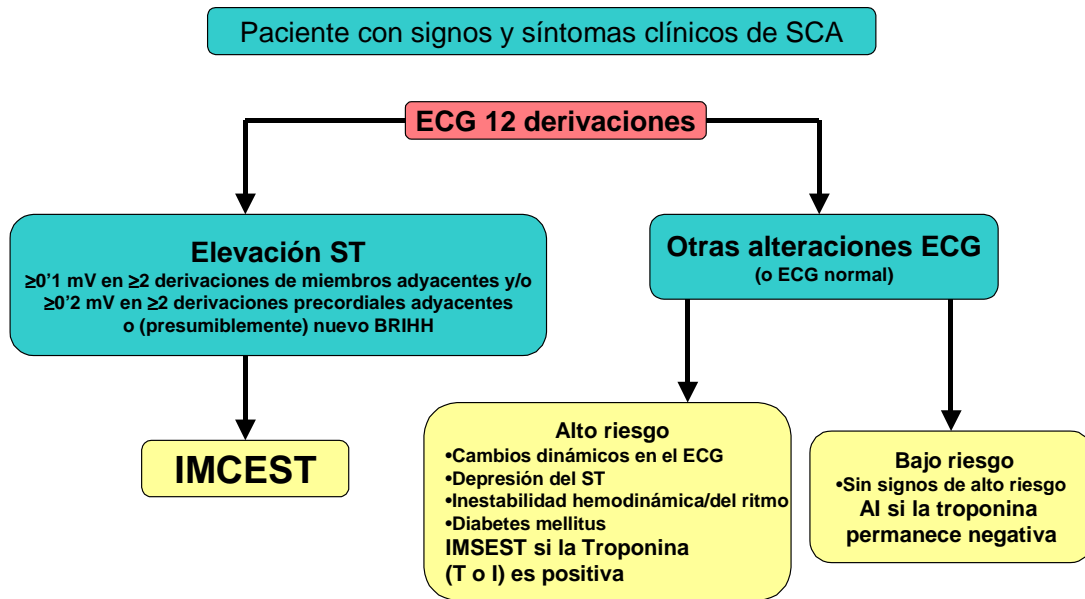 Paciente con signos y síntomas clínicos de SCA
ECG 12 derivaciones
Elevación ST
≥0'1 mV en ≥2 derivaciones de miembros adyacentes y/o
≥0'2 mV en ≥2 derivaciones precordiales adyacentes
o (presumiblemente) nuevo BRIHH
Otras alteraciones ECG
(o ECG normal)
IMCEST
Alto riesgo
•Cambios dinámicos en el ECG
•Depresión del ST
•Inestabilidad hemodinámica/del ritmo
•Diabetes mellitus
IMSEST si la Troponina
(T o I) es positiva
Bajo riesgo
•Sin signos de alto riesgo
AI si la troponina
permanece negativa